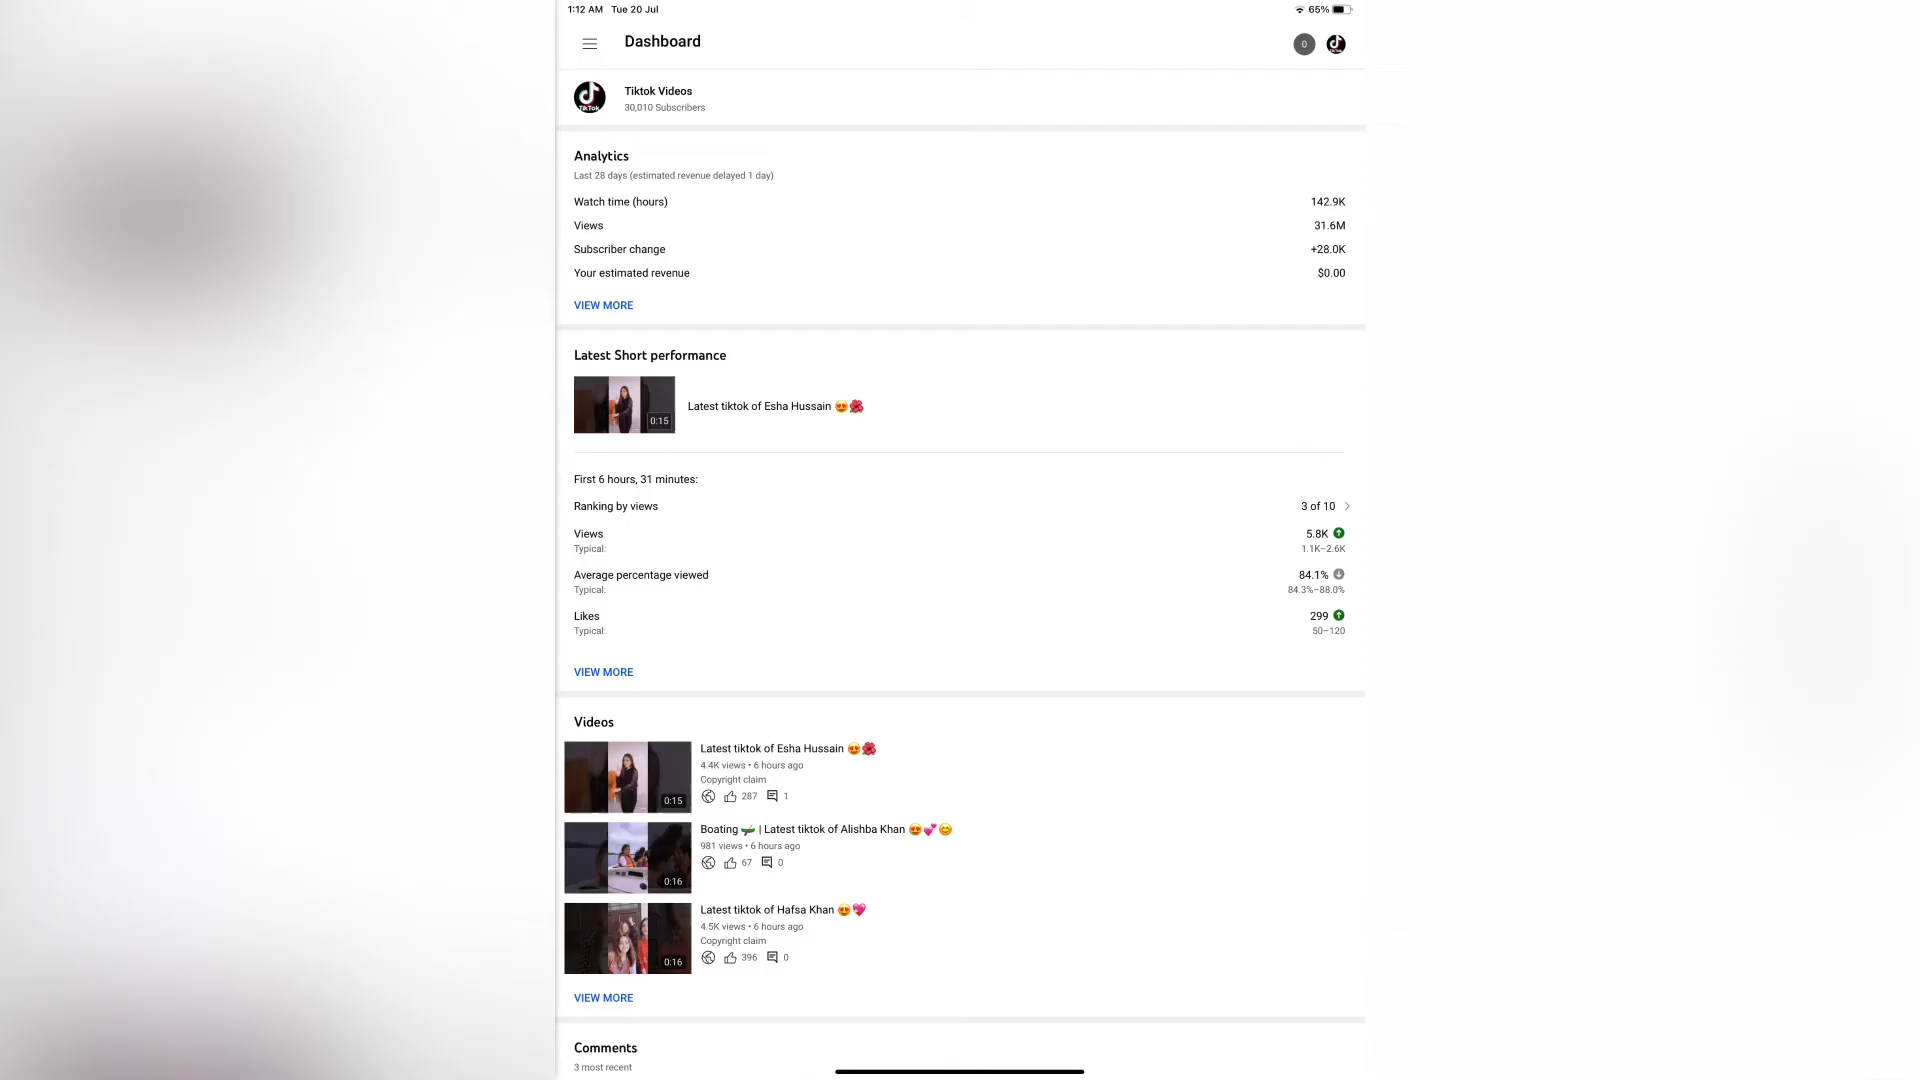 1:12 AM Tue 20 Jul 65%
Dashboard 0
Tiktok Videos
30,010 Subscribers
TikTok
Analytics
Last 28 days (estimated revenue delayed 1 day)
Watch time (hours) 142.9K
Views 31.6M
Subscriber change +28.0K
Your estimated revenue $0.00
VIEW MORE
Latest Short performance
Latest tiktok of Esha Hussain 😍🌺
0:15
First 6 hours, 31 minutes:
Ranking by views 3 of 10
Views 5.8K
Typical: 1.1K–2.6K
Average percentage viewed 84.1%
Typical: 84.3%–88.0%
Likes 299
Typical: 50–120
VIEW MORE
Videos
Latest tiktok of Esha Hussain 😍🌺
4.4K views • 6 hours ago
Copyright claim
0:15 287 1
Boating 🛶 | Latest tiktok of Alishba Khan 😍💕😊
981 views • 6 hours ago
67 0
0:16
Latest tiktok of Hafsa Khan 😍💖
4.5K views • 6 hours ago
Copyright claim
0:16 396 0
VIEW MORE
Comments
3 most recent